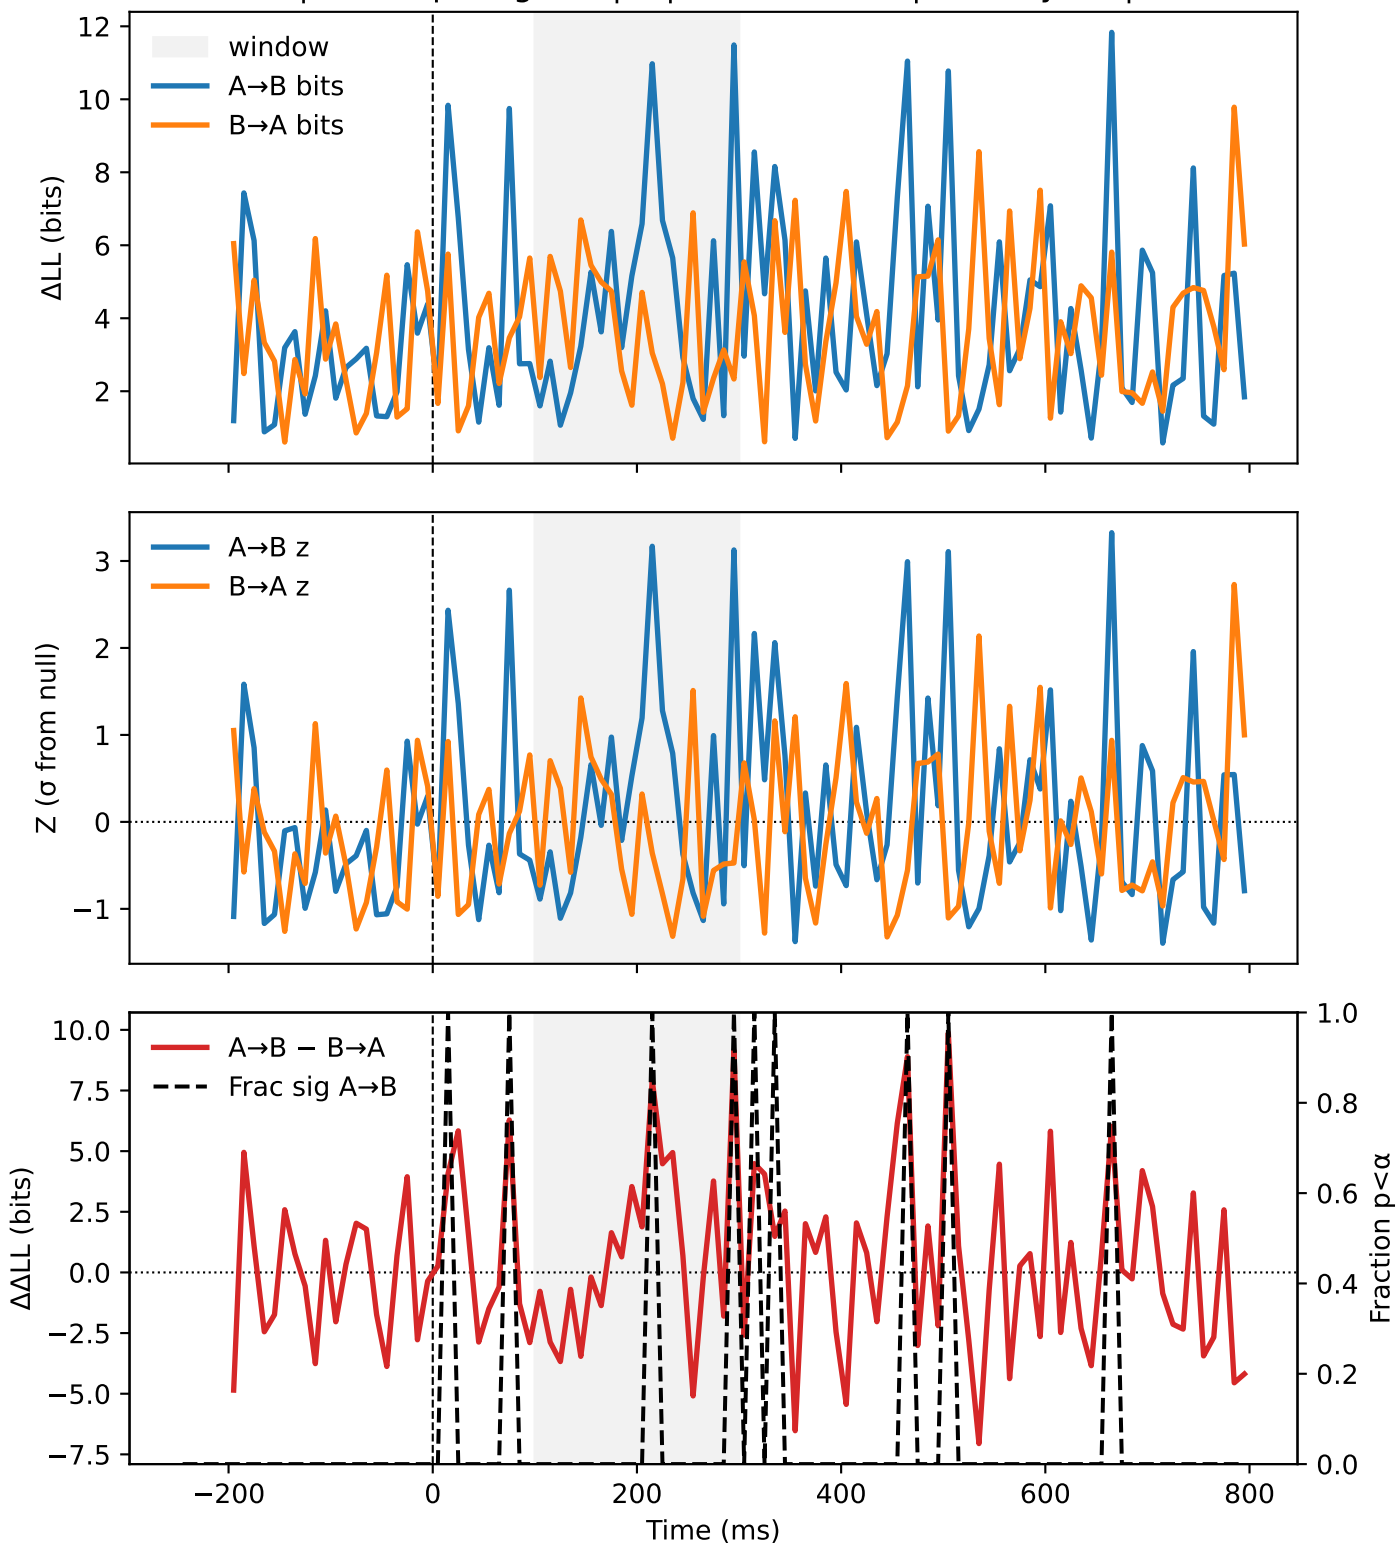 12
10
8
6
4
2
ΔLL (bits)
window
A→B bits
B→A bits
3
2
1
0
−1
Z (σ from null)
A→B z
B→A z
10.0
7.5
5.0
2.5
0.0
−2.5
−5.0
−7.5
ΔΔLL (bits)
A→B − B→A
Frac sig A→B
1.0
0.8
0.6
0.4
0.2
0.0
Fraction p<α
−200 0 200 400 600 800
Time (ms)